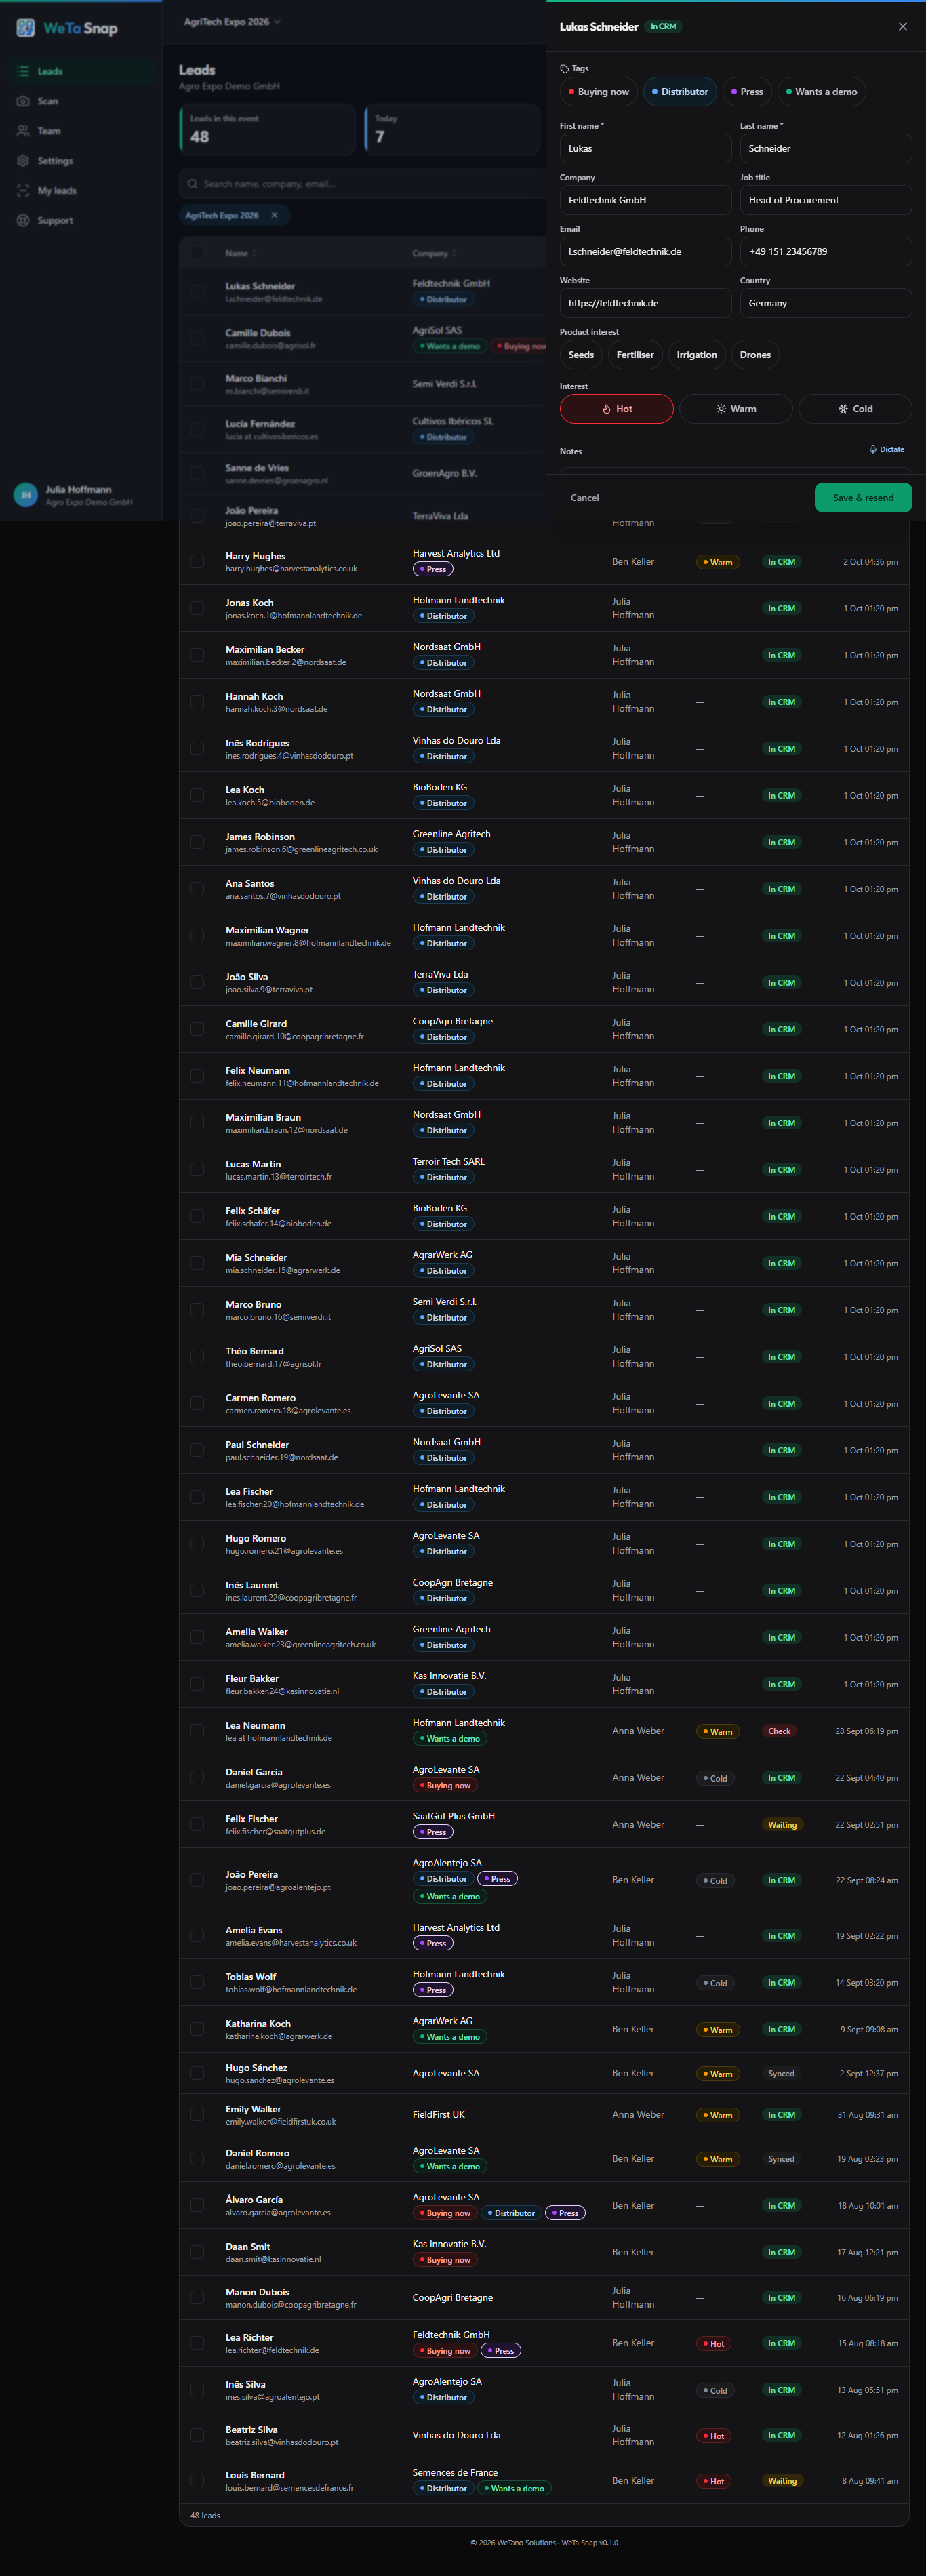 WeTa Snap
Leads
Scan
Team
Settings
My leads
Support
JH
Julia Hoffmann
Agro Expo Demo GmbH
AgriTech Expo 2026
Leads
Agro Expo Demo GmbH
Leads in this event
48
Today
7
Search name, company, email...
AgriTech Expo 2026
Name Company
Lukas Schneider Feldtechnik GmbH
l.schneider@feldtechnik.de Distributor
Camille Dubois AgriSol SAS
camille.dubois@agrisol.fr Wants a demo Buying now
Marco Bianchi Semi Verdi S.r.l.
m.bianchi@semiverdi.it
Lucía Fernández Cultivos Ibéricos SL
lucia at cultivosibericos.es Distributor
Sanne de Vries GroenAgro B.V.
sanne.devries@groenagro.nl
João Pereira TerraViva Lda
joao.pereira@terraviva.pt Hoffmann
Lukas Schneider In CRM
Tags
Buying now Distributor Press Wants a demo
First name * Last name *
Lukas Schneider
Company Job title
Feldtechnik GmbH Head of Procurement
Email Phone
l.schneider@feldtechnik.de +49 151 23456789
Website Country
https://feldtechnik.de Germany
Product interest
Seeds Fertiliser Irrigation Drones
Interest
Hot Warm Cold
Notes Dictate
Cancel Save & resend
Harry Hughes Harvest Analytics Ltd Ben Keller Warm In CRM 2 Oct 04:36 pm
harry.hughes@harvestanalytics.co.uk Press
Jonas Koch Hofmann Landtechnik Julia Hoffmann — In CRM 1 Oct 01:20 pm
jonas.koch.1@hofmannlandtechnik.de Distributor
Maximilian Becker Nordsaat GmbH Julia Hoffmann — In CRM 1 Oct 01:20 pm
maximilian.becker.2@nordsaat.de Distributor
Hannah Koch Nordsaat GmbH Julia Hoffmann — In CRM 1 Oct 01:20 pm
hannah.koch.3@nordsaat.de Distributor
Inês Rodrigues Vinhas do Douro Lda Julia Hoffmann — In CRM 1 Oct 01:20 pm
ines.rodrigues.4@vinhasdodouro.pt Distributor
Lea Koch BioBoden KG Julia Hoffmann — In CRM 1 Oct 01:20 pm
lea.koch.5@bioboden.de Distributor
James Robinson Greenline Agritech Julia Hoffmann — In CRM 1 Oct 01:20 pm
james.robinson.6@greenlineagritech.co.uk Distributor
Ana Santos Vinhas do Douro Lda Julia Hoffmann — In CRM 1 Oct 01:20 pm
ana.santos.7@vinhasdodouro.pt Distributor
Maximilian Wagner Hofmann Landtechnik Julia Hoffmann — In CRM 1 Oct 01:20 pm
maximilian.wagner.8@hofmannlandtechnik.de Distributor
João Silva TerraViva Lda Julia Hoffmann — In CRM 1 Oct 01:20 pm
joao.silva.9@terraviva.pt Distributor
Camille Girard CoopAgri Bretagne Julia Hoffmann — In CRM 1 Oct 01:20 pm
camille.girard.10@coopagribretagne.fr Distributor
Felix Neumann Hofmann Landtechnik Julia Hoffmann — In CRM 1 Oct 01:20 pm
felix.neumann.11@hofmannlandtechnik.de Distributor
Maximilian Braun Nordsaat GmbH Julia Hoffmann — In CRM 1 Oct 01:20 pm
maximilian.braun.12@nordsaat.de Distributor
Lucas Martin Terroir Tech SARL Julia Hoffmann — In CRM 1 Oct 01:20 pm
lucas.martin.13@terroirtech.fr Distributor
Felix Schäfer BioBoden KG Julia Hoffmann — In CRM 1 Oct 01:20 pm
felix.schafer.14@bioboden.de Distributor
Mia Schneider AgrarWerk AG Julia Hoffmann — In CRM 1 Oct 01:20 pm
mia.schneider.15@agrarwerk.de Distributor
Marco Bruno Semi Verdi S.r.l. Julia Hoffmann — In CRM 1 Oct 01:20 pm
marco.bruno.16@semiverdi.it Distributor
Théo Bernard AgriSol SAS Julia Hoffmann — In CRM 1 Oct 01:20 pm
theo.bernard.17@agrisol.fr Distributor
Carmen Romero AgroLevante SA Julia Hoffmann — In CRM 1 Oct 01:20 pm
carmen.romero.18@agrolevante.es Distributor
Paul Schneider Nordsaat GmbH Julia Hoffmann — In CRM 1 Oct 01:20 pm
paul.schneider.19@nordsaat.de Distributor
Lea Fischer Hofmann Landtechnik Julia Hoffmann — In CRM 1 Oct 01:20 pm
lea.fischer.20@hofmannlandtechnik.de Distributor
Hugo Romero AgroLevante SA Julia Hoffmann — In CRM 1 Oct 01:20 pm
hugo.romero.21@agrolevante.es Distributor
Inês Laurent CoopAgri Bretagne Julia Hoffmann — In CRM 1 Oct 01:20 pm
ines.laurent.22@coopagribretagne.fr Distributor
Amelia Walker Greenline Agritech Julia Hoffmann — In CRM 1 Oct 01:20 pm
amelia.walker.23@greenlineagritech.co.uk Distributor
Fleur Bakker Kas Innovatie B.V. Julia Hoffmann — In CRM 1 Oct 01:20 pm
fleur.bakker.24@kasinnovatie.nl Distributor
Lea Neumann Hofmann Landtechnik Anna Weber Warm Check 28 Sept 06:19 pm
lea at hofmannlandtechnik.de Wants a demo
Daniel García AgroLevante SA Anna Weber Cold In CRM 22 Sept 04:40 pm
daniel.garcia@agrolevante.es Buying now
Felix Fischer SaatGut Plus GmbH Anna Weber — Waiting 22 Sept 02:51 pm
felix.fischer@saatgutplus.de Press
João Pereira AgroAlentejo SA Ben Keller Cold In CRM 22 Sept 08:24 am
joao.pereira@agroalentejo.pt Distributor Press
Wants a demo
Amelia Evans Harvest Analytics Ltd Julia Hoffmann — In CRM 19 Sept 02:22 pm
amelia.evans@harvestanalytics.co.uk Press
Tobias Wolf Hofmann Landtechnik Julia Hoffmann Cold In CRM 14 Sept 03:20 pm
tobias.wolf@hofmannlandtechnik.de Press
Katharina Koch AgrarWerk AG Ben Keller Warm In CRM 9 Sept 09:08 am
katharina.koch@agrarwerk.de Wants a demo
Hugo Sánchez AgroLevante SA Ben Keller Warm Synced 2 Sept 12:37 pm
hugo.sanchez@agrolevante.es
Emily Walker FieldFirst UK Anna Weber Warm In CRM 31 Aug 09:31 am
emily.walker@fieldfirstuk.co.uk
Daniel Romero AgroLevante SA Ben Keller Warm Synced 19 Aug 02:23 pm
daniel.romero@agrolevante.es Wants a demo
Álvaro García AgroLevante SA Ben Keller — In CRM 18 Aug 10:01 am
alvaro.garcia@agrolevante.es Buying now Distributor Press
Daan Smit Kas Innovatie B.V. Ben Keller — In CRM 17 Aug 12:21 pm
daan.smit@kasinnovatie.nl Buying now
Manon Dubois CoopAgri Bretagne Julia Hoffmann — In CRM 16 Aug 06:19 pm
manon.dubois@coopagribretagne.fr
Lea Richter Feldtechnik GmbH Ben Keller Hot In CRM 15 Aug 08:18 am
lea.richter@feldtechnik.de Buying now Press
Inês Silva AgroAlentejo SA Julia Hoffmann Cold In CRM 13 Aug 05:51 pm
ines.silva@agroalentejo.pt Distributor
Beatriz Silva Vinhas do Douro Lda Julia Hoffmann Hot In CRM 12 Aug 01:26 pm
beatriz.silva@vinhasdodouro.pt
Louis Bernard Semences de France Ben Keller Hot Waiting 8 Aug 09:41 am
louis.bernard@semencesdefrance.fr Distributor Wants a demo
48 leads
© 2026 WeTano Solutions · WeTa Snap v0.1.0